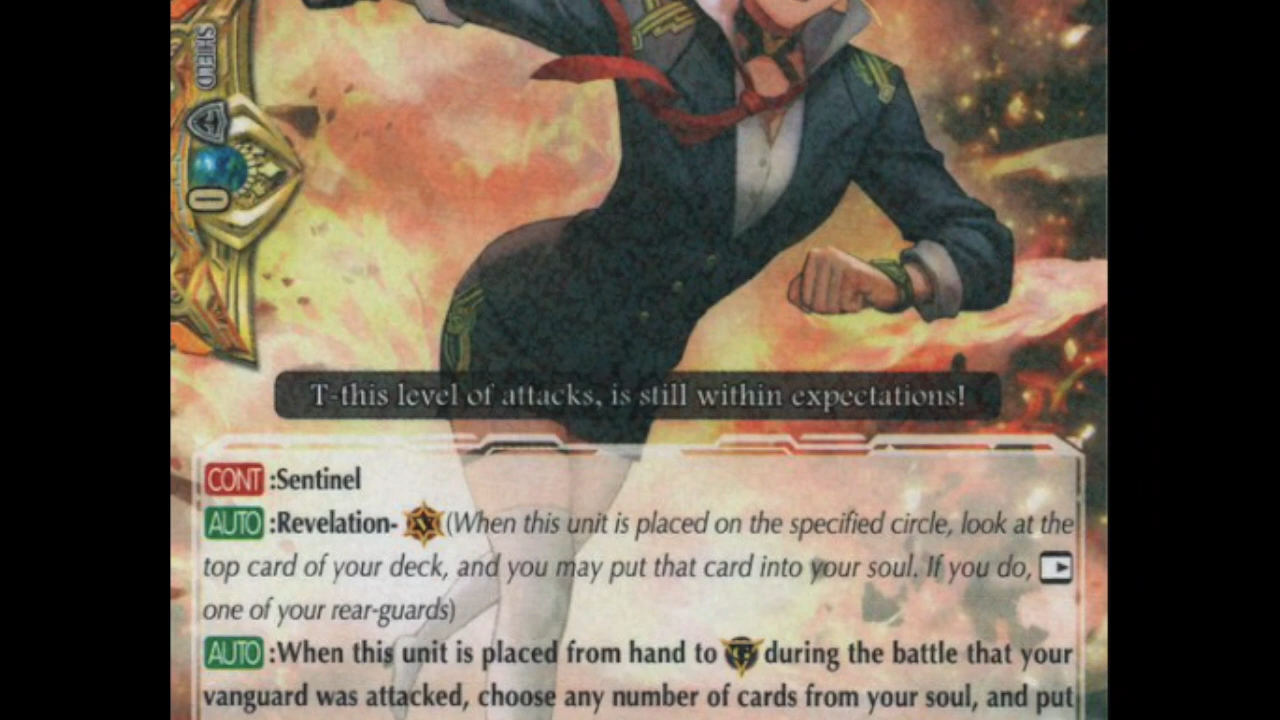 SHIELD
0
T-this level of attacks, is still within expectations!
CONT :Sentinel
AUTO :Revelation- V (When this unit is placed on the specified circle, look at the
top card of your deck, and you may put that card into your soul. If you do,
one of your rear-guards)
AUTO :When this unit is placed from hand to G during the battle that your
vanguard was attacked, choose any number of cards from your soul, and put